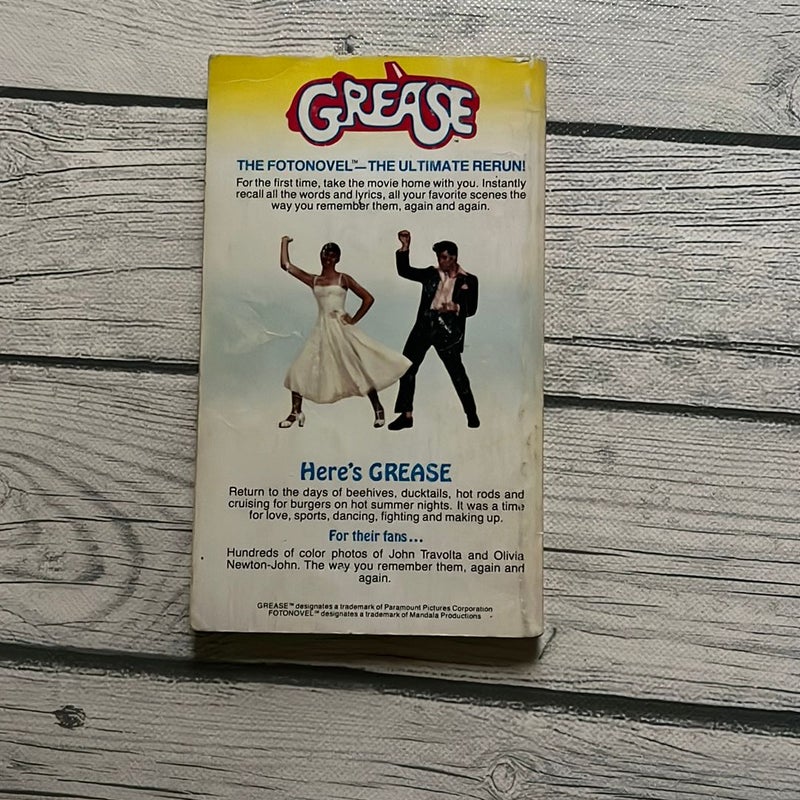 GREASE™
THE FOTONOVEL™—THE ULTIMATE RERUN!
For the first time, take the movie home with you. Instantly
recall all the words and lyrics, all your favorite scenes the
way you remember them, again and again.
Here's GREASE
Return to the days of beehives, ducktails, hot rods and
cruising for burgers on hot summer nights. It was a time
for love, sports, dancing, fighting and making up.
For their fans...
Hundreds of color photos of John Travolta and Olivia
Newton-John. The way you remember them, again and
again.
GREASE™ designates a trademark of Paramount Pictures Corporation
FOTONOVEL™ designates a trademark of Mandala Productions